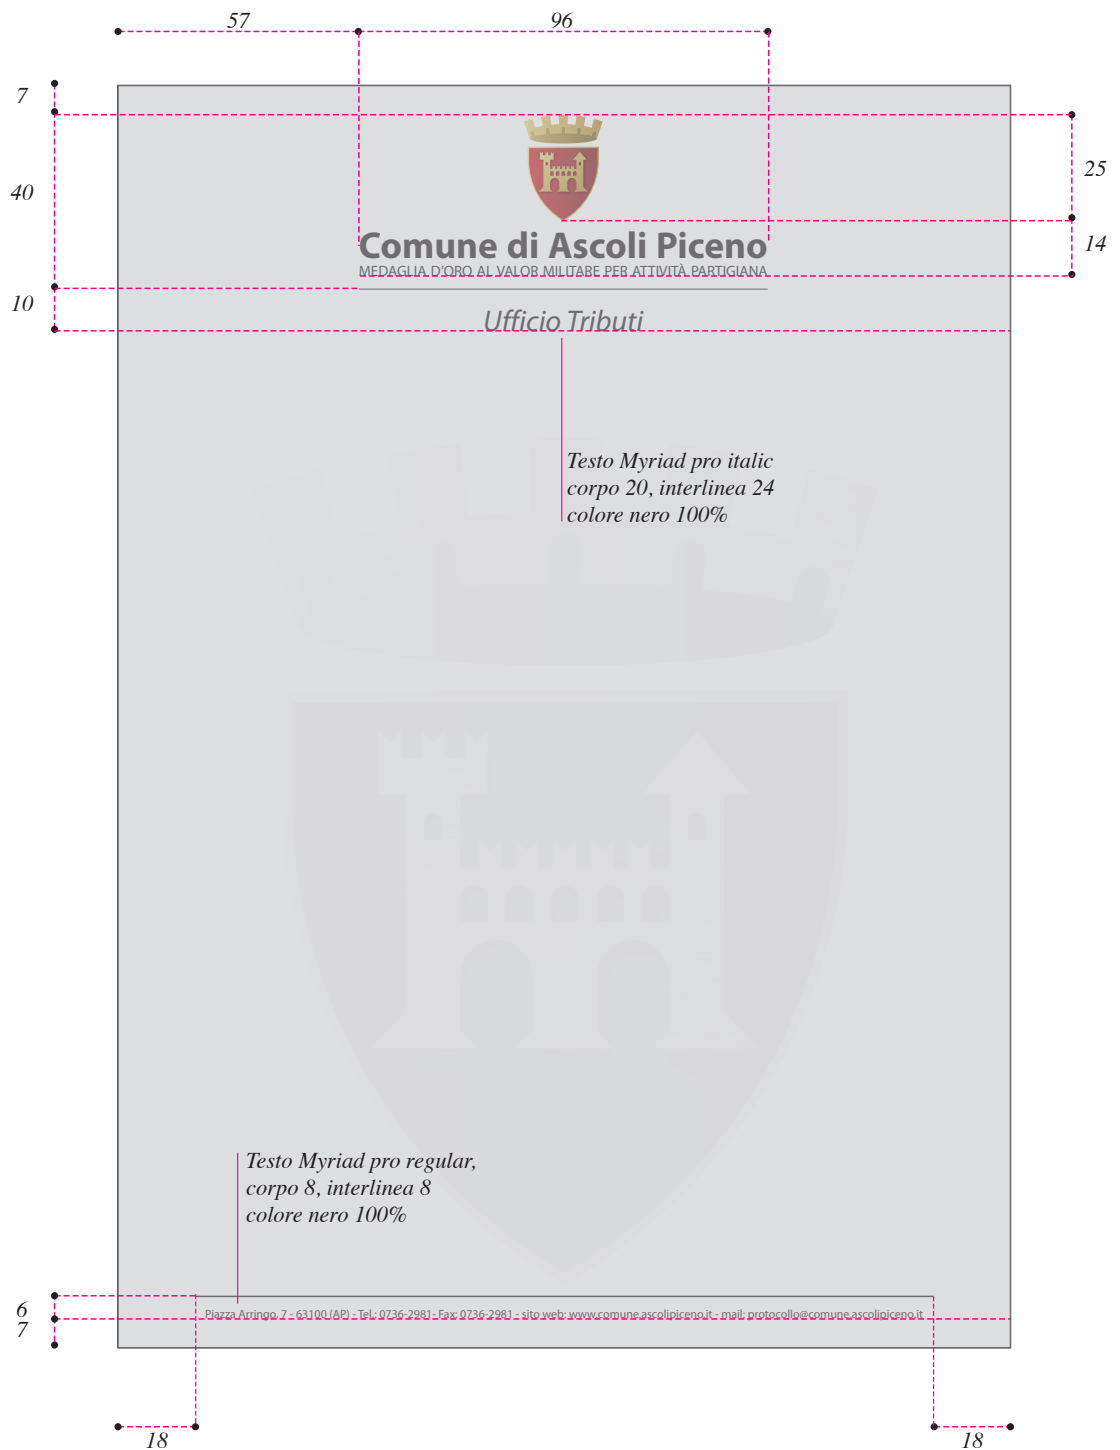 57
96
7
40
25
14
10
Comune di Ascoli Piceno
MEDAGLIA D'ORO AL VALOR MILITARE PER ATTIVITÀ PARTIGIANA
Ufficio Tributi
Testo Myriad pro italic
corpo 20, interlinea 24
colore nero 100%
Testo Myriad pro regular,
corpo 8, interlinea 8
colore nero 100%
6
7
Piazza Arringo, 7 - 63100 (AP) - Tel.: 0736-2981- Fax: 0736-2981 - sito web: www.comune.ascolipiceno.it - mail: protocollo@comune.ascolipiceno.it
18
18